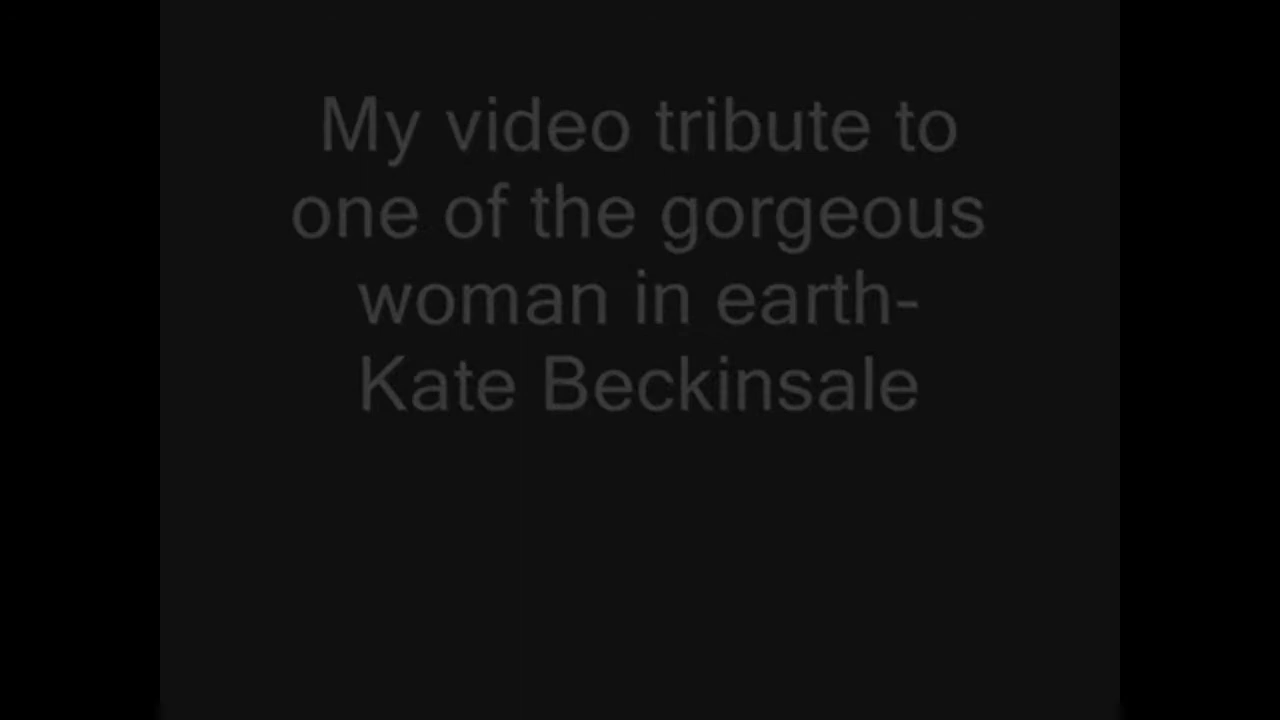 My video tribute to
one of the gorgeous
woman in earth-
Kate Beckinsale